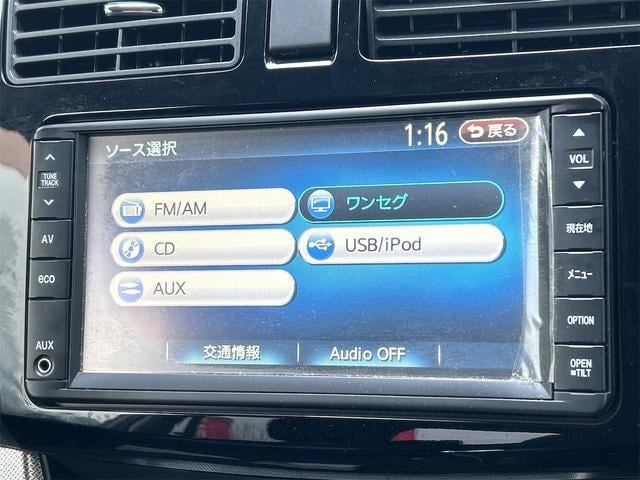 ソース選択
1:16
戻る
FM/AM
ワンセグ
CD
USB/iPod
AUX
交通情報
Audio OFF
TUNE
TRACK
AV
eco
AUX
VOL
現在地
メニュー
OPTION
OPEN
TILT